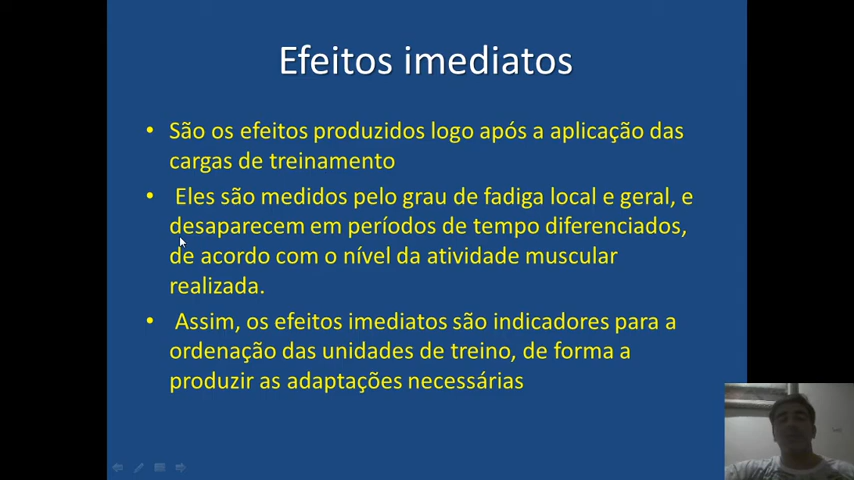 Efeitos imediatos
• São os efeitos produzidos logo após a aplicação das
cargas de treinamento
• Eles são medidos pelo grau de fadiga local e geral, e
desaparecem em períodos de tempo diferenciados,
de acordo com o nível da atividade muscular
realizada.
• Assim, os efeitos imediatos são indicadores para a
ordenação das unidades de treino, de forma a
produzir as adaptações necessárias